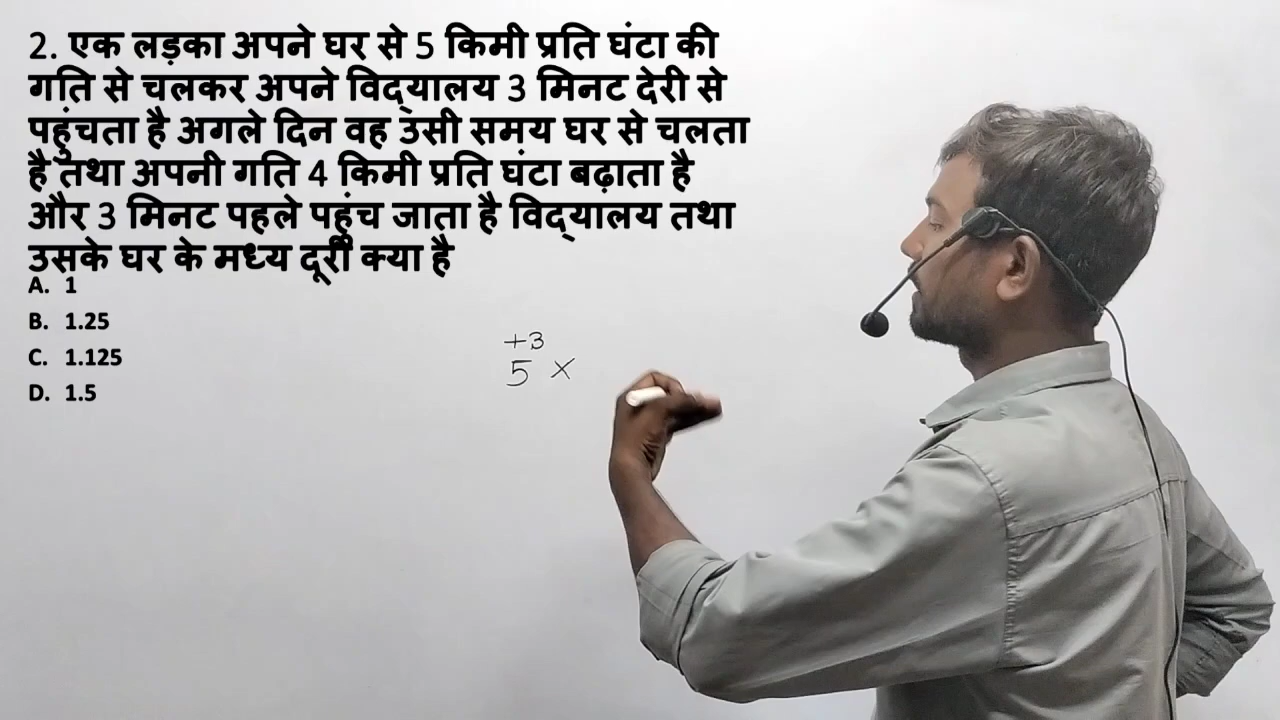 2. एक लड़का अपने घर से 5 किमी प्रति घंटा की
गति से चलकर अपने विद्यालय 3 मिनट देरी से
पहुंचता है अगले दिन वह उसी समय घर से चलता
है तथा अपनी गति 4 किमी प्रति घंटा बढ़ाता है
और 3 मिनट पहले पहुंच जाता है विद्यालय तथा
उसके घर के मध्य दूरी क्या है
A. 1
B. 1.25
C. 1.125
D. 1.5
+3
5 ×